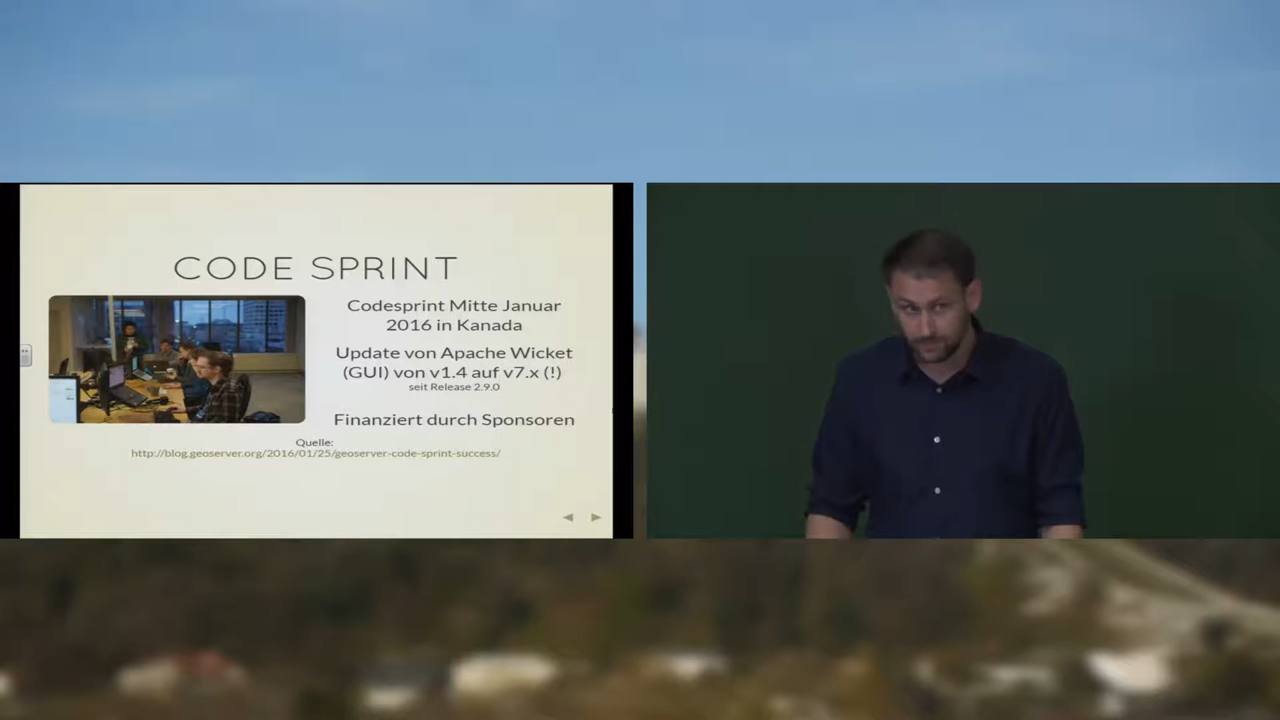 CODE SPRINT
Codesprint Mitte Januar
2016 in Kanada
Update von Apache Wicket
(GUI) von v1.4 auf v7.x (!)
seit Release 2.9.0
Finanziert durch Sponsoren
Quelle:
http://blog.geoserver.org/2016/01/25/geoserver-code-sprint-success/